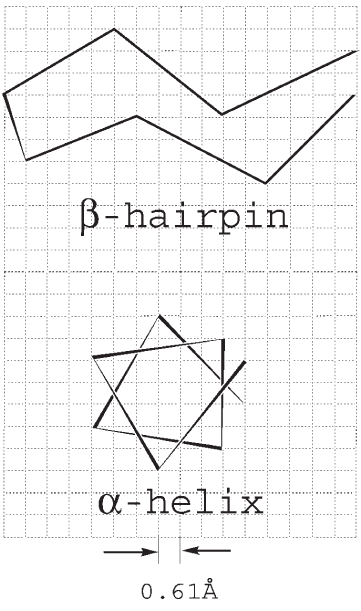 β-hairpin
α-helix
0.61Å